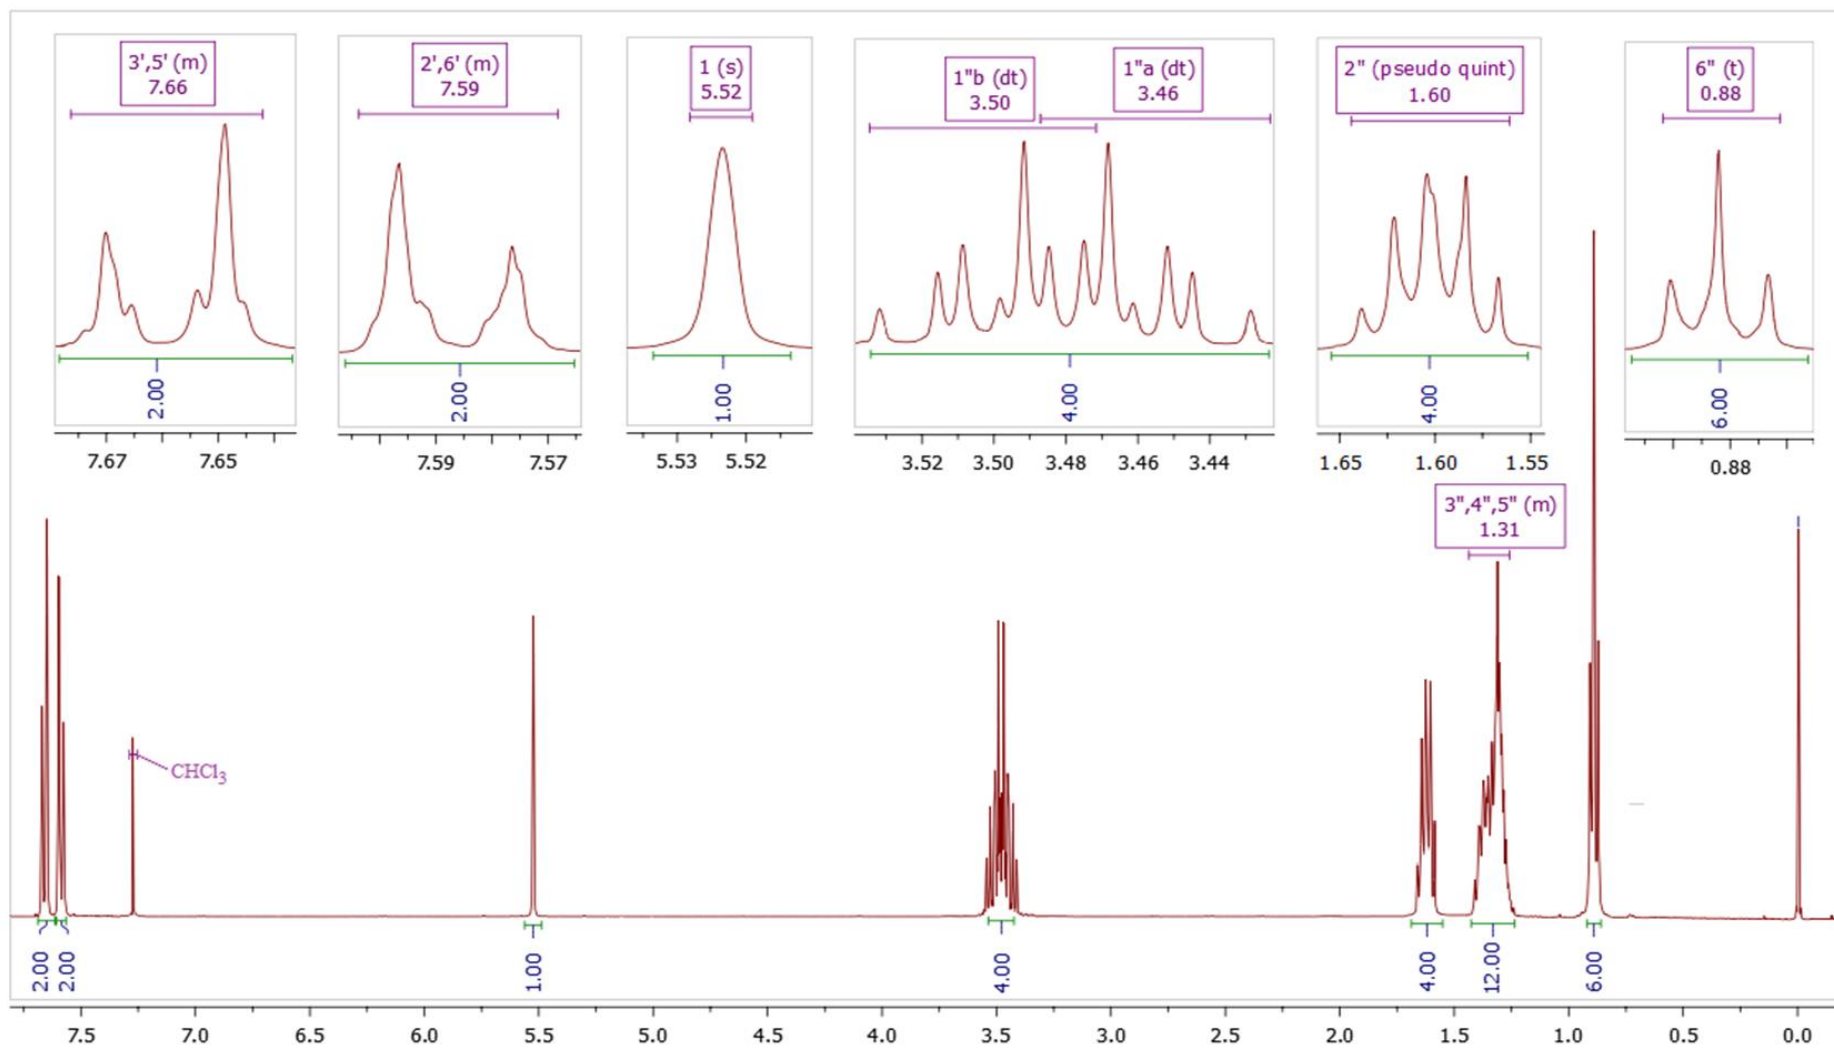 3',5' (m)
7.66
2',6' (m)
7.59
1 (s)
5.52
1"b (dt)
3.50
1"a (dt)
3.46
2" (pseudo quint)
1.60
6" (t)
0.88
2.00
2.00
1.00
4.00
4.00
6.00
7.67 7.65
7.59 7.57
5.53 5.52
3.52 3.50 3.48 3.46 3.44
1.65 1.60 1.55
0.88
3",4",5" (m)
1.31
CHCl3
2.00 2.00 1.00 4.00 4.00 12.00 6.00
7.5 7.0 6.5 6.0 5.5 5.0 4.5 4.0 3.5 3.0 2.5 2.0 1.5 1.0 0.5 0.0